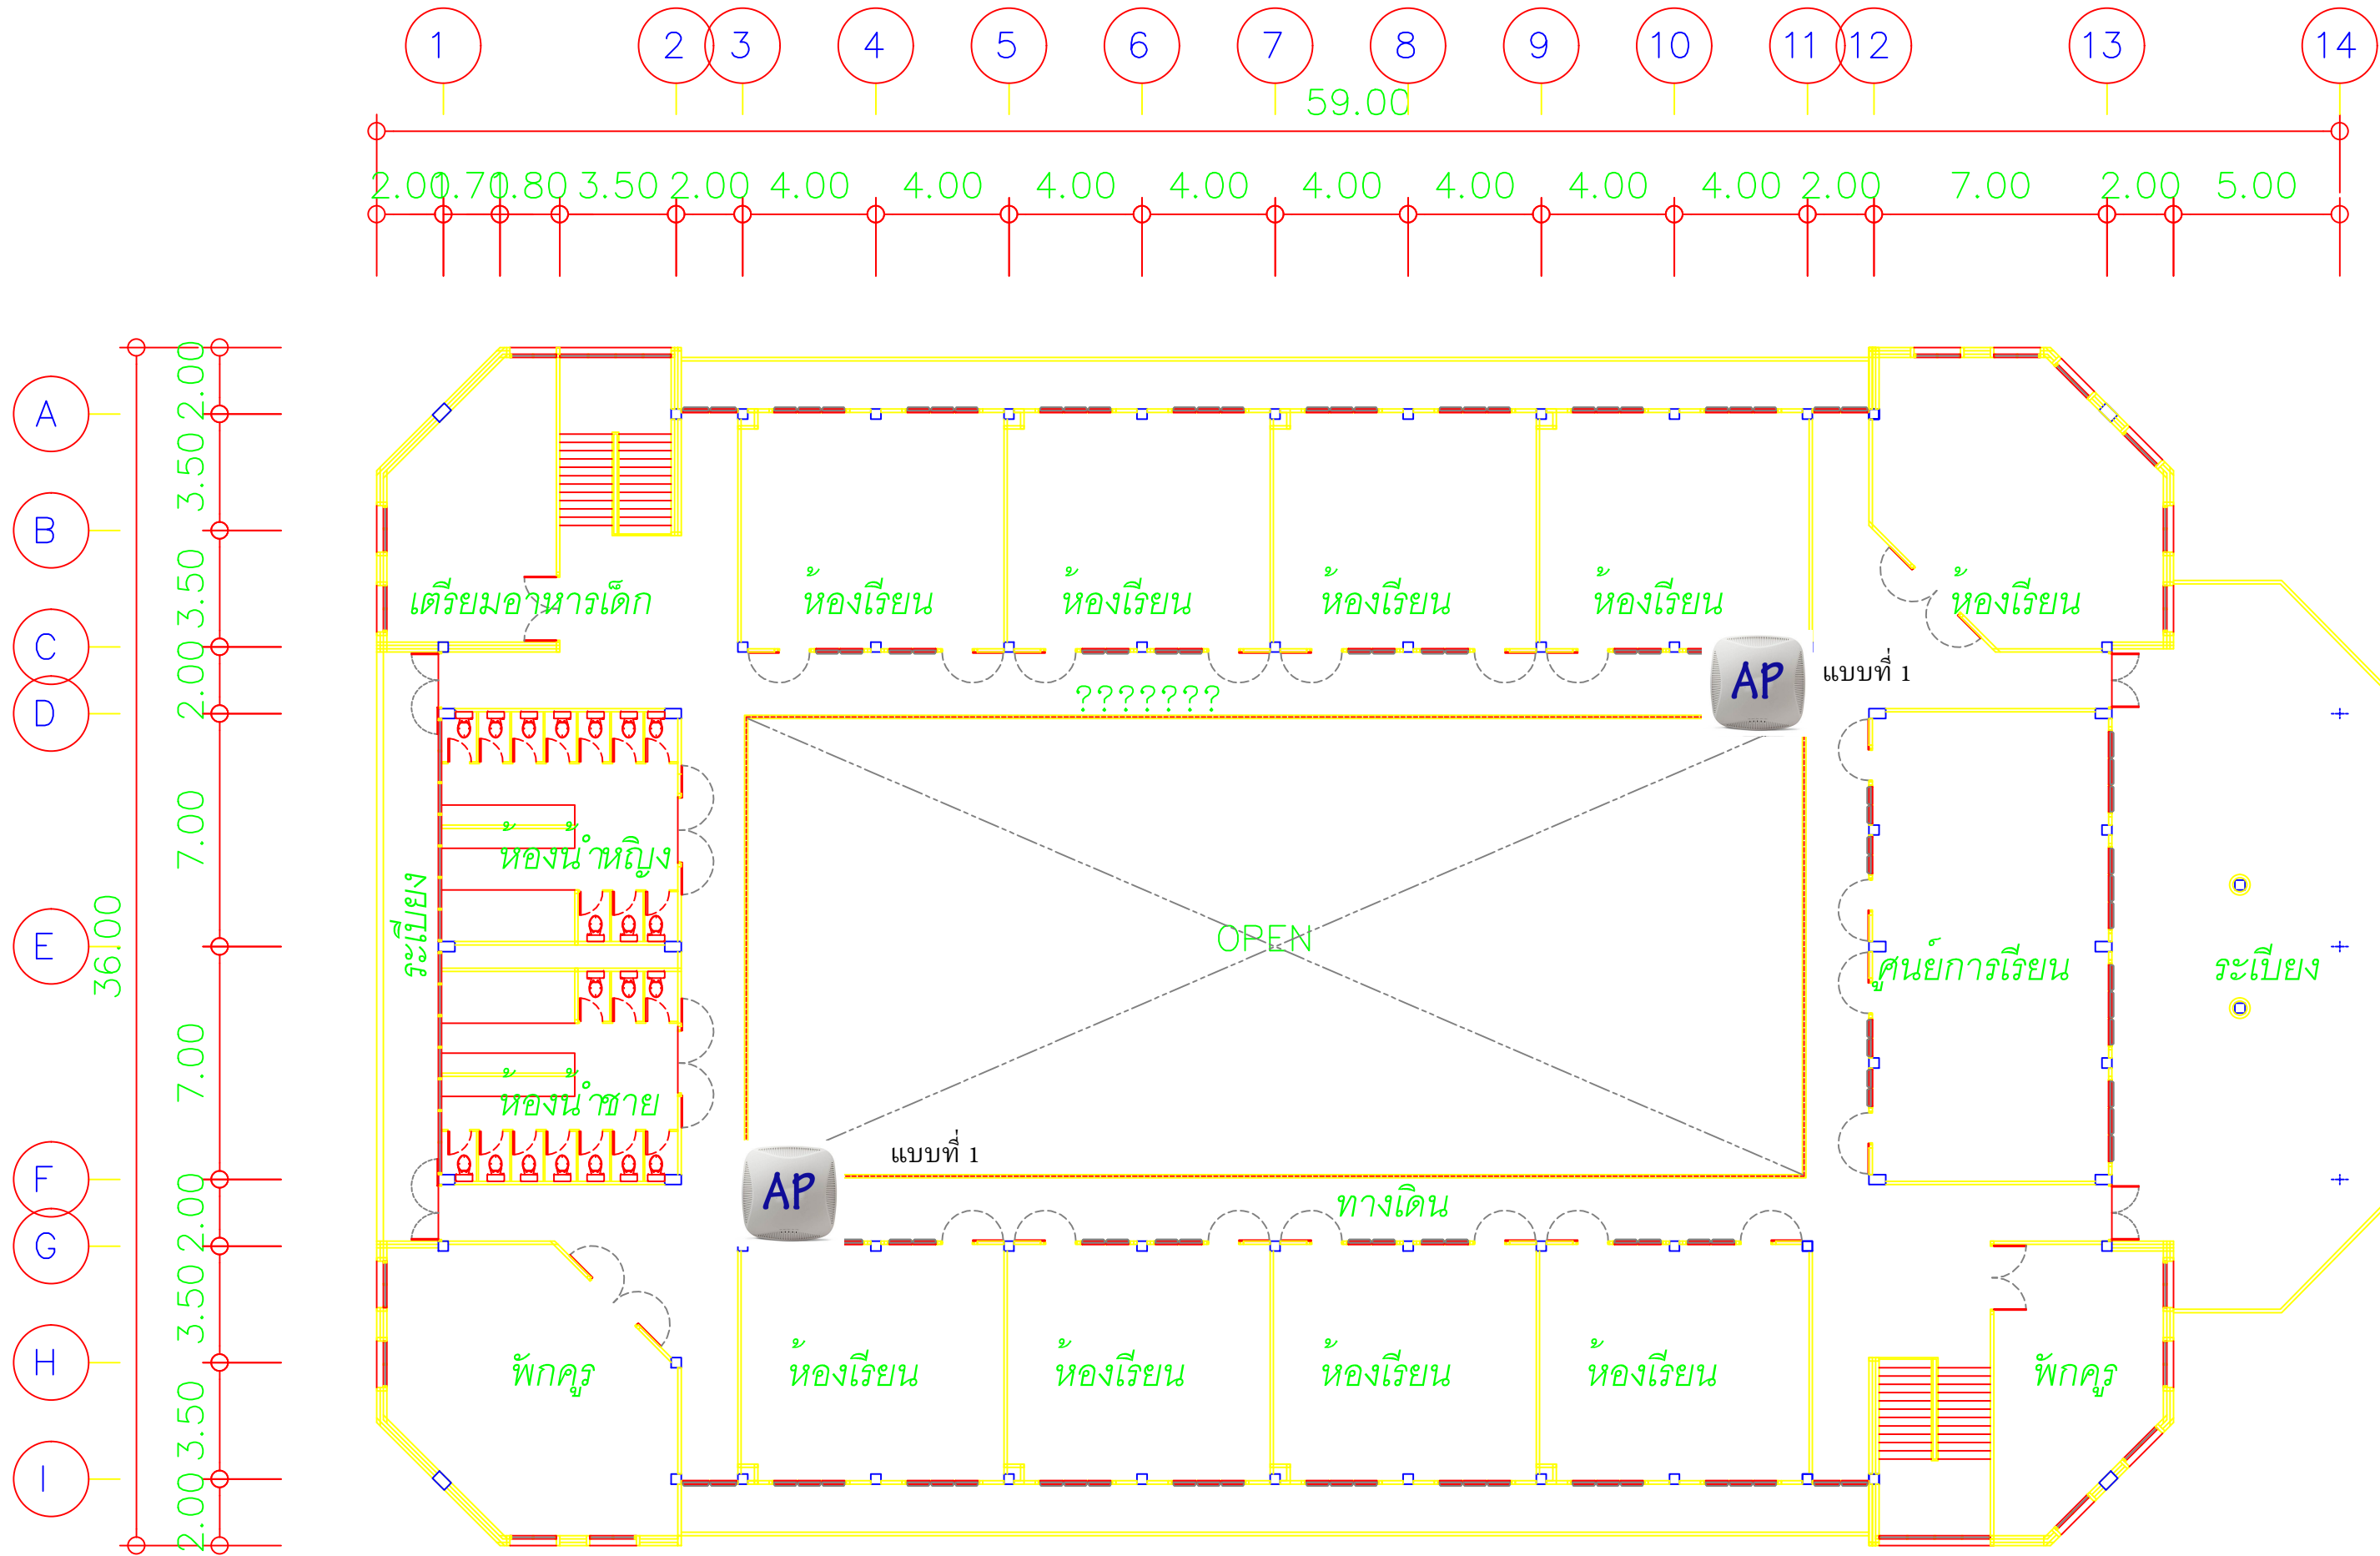 1 2 3 4 5 6 7 8 9 10 11 12 13 14
59.00
2.00 1.70 1.80 3.50 2.00 4.00 4.00 4.00 4.00 4.00 4.00 4.00 4.00 2.00 7.00 2.00 5.00
A
B
C
D
E
F
G
H
I
2.00
3.50
3.50
2.00
7.00
7.00
2.00
3.50
3.50
2.00
36.00
เตรียมอาหารเด็ก
ห้องเรียน
ห้องเรียน
ห้องเรียน
ห้องเรียน
ห้องเรียน
AP
แบบที่ 1
???????
ห้องน้ำหญิง
ระเบียง
OPEN
ศูนย์การเรียน
ระเบียง
ห้องน้ำชาย
แบบที่ 1
AP
ทางเดิน
พักครู
ห้องเรียน
ห้องเรียน
ห้องเรียน
ห้องเรียน
พักครู